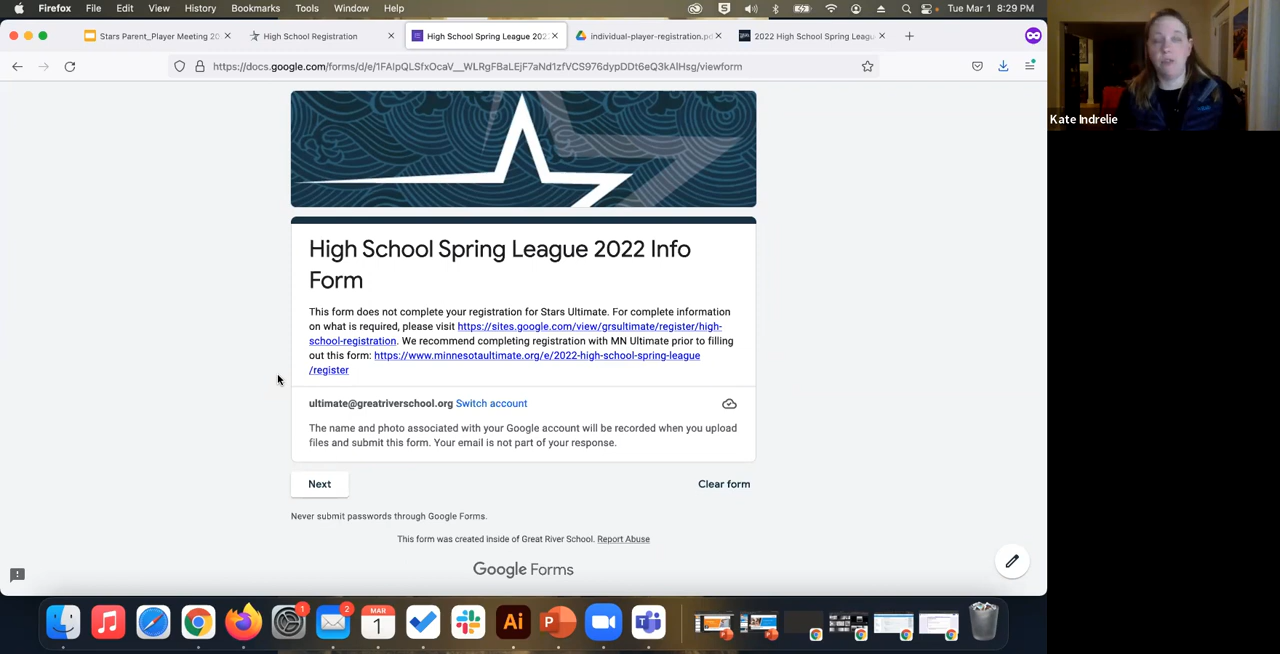 Firefox File Edit View History Bookmarks Tools Window Help Tue Mar 1 8:29 PM
Stars Parent_Player Meeting 20 High School Registration High School Spring League 202 individual-player-registration.pd 2022 High School Spring Leagu
https://docs.google.com/forms/d/e/1FAIpQLSfxOcaV__WLRgFBaLEjF7aNd1zfVCS976dypDDt6eQ3kAIHsg/viewform
Kate Indrelie
High School Spring League 2022 Info
Form
This form does not complete your registration for Stars Ultimate. For complete information
on what is required, please visit https://sites.google.com/view/grsultimate/register/high-
school-registration. We recommend completing registration with MN Ultimate prior to filling
out this form: https://www.minnesotaultimate.org/e/2022-high-school-spring-league
/register
ultimate@greatriverschool.org Switch account
The name and photo associated with your Google account will be recorded when you upload
files and submit this form. Your email is not part of your response.
Next Clear form
Never submit passwords through Google Forms.
This form was created inside of Great River School. Report Abuse
Google Forms
1 2 MAR 1 Ai P